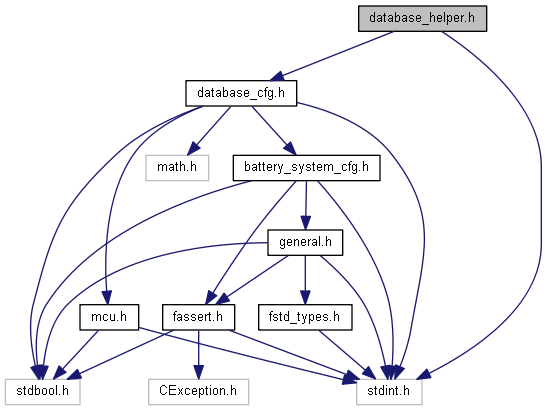 database_helper.h
database_cfg.h
math.h
battery_system_cfg.h
general.h
mcu.h
fassert.h
fstd_types.h
stdbool.h
CException.h
stdint.h